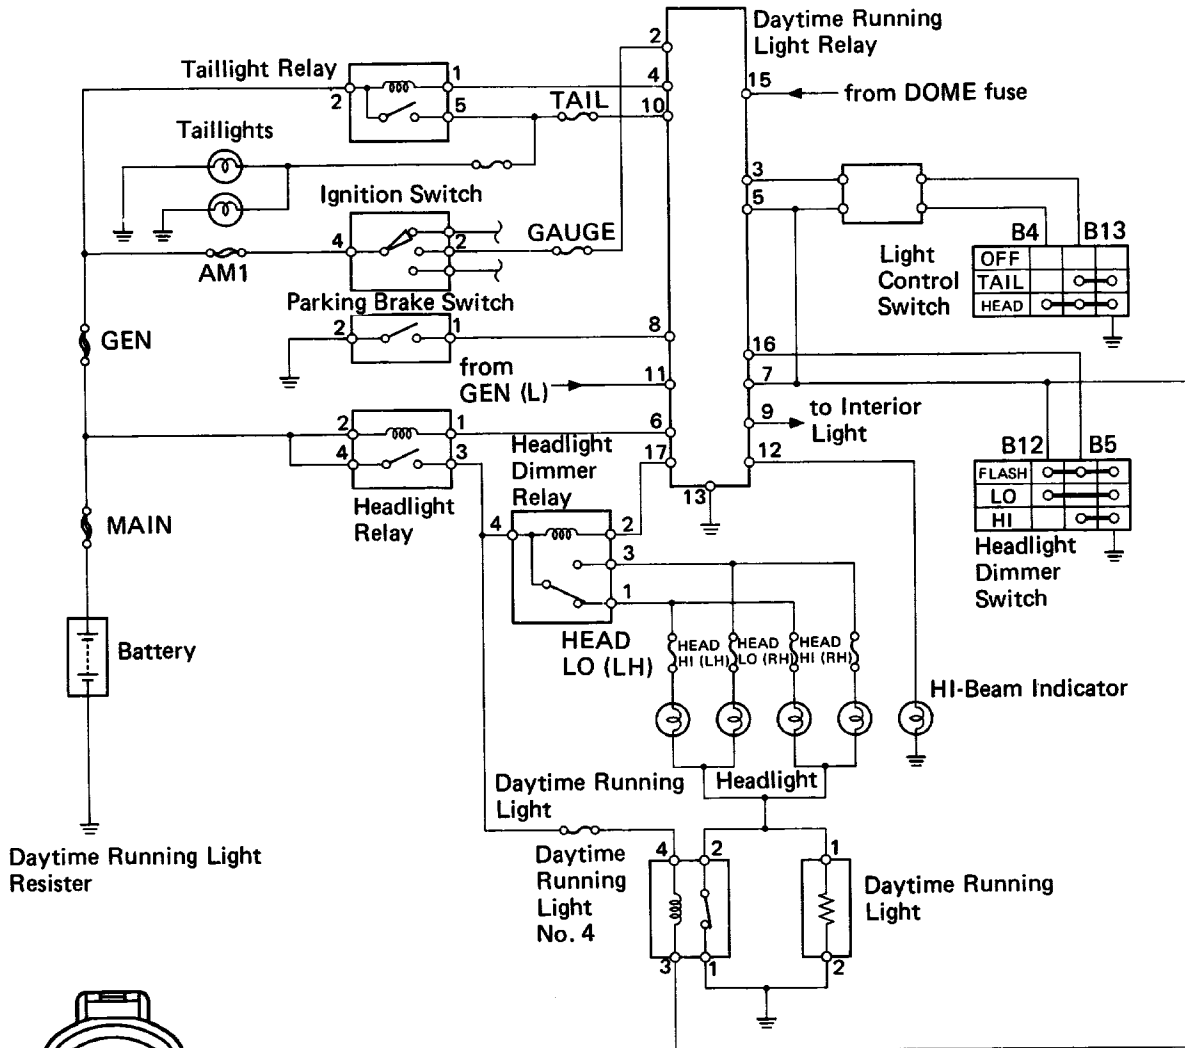 Daytime Running
Light Relay
2
Taillight Relay
1
2
4
15
from DOME fuse
5
TAIL
10
Taillights
3
Ignition Switch
5
4
2
GAUGE
B4 B13
AM1
Light
Control
Switch
OFF
TAIL
HEAD
Parking Brake Switch
2
1
8
GEN
16
from
GEN (L)
11
7
to Interior
Light
9
2
1
6
Headlight
Dimmer
Relay
4
3
17
12
B12 B5
FLASH
LO
HI
13
Headlight
Relay
MAIN
4
2
Headlight
Dimmer
Switch
3
1
Battery
HEAD
LO (LH)
HEAD
HI (LH)
HEAD
LO (RH)
HEAD
HI (RH)
HI-Beam Indicator
Headlight
Daytime Running
Light
Daytime Running Light
Resister
Daytime
Running
Light
No. 4
4
2
1
Daytime Running
Light
3
1
2